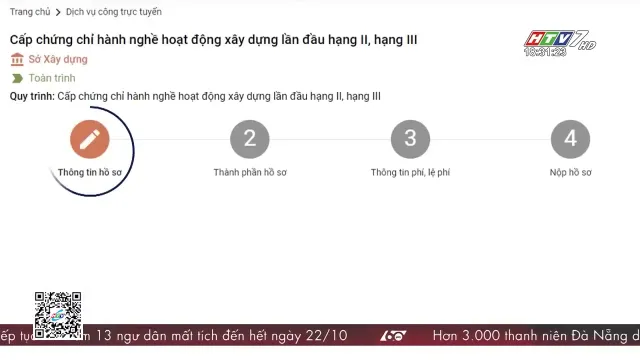 Trang chủ > Dịch vụ công trực tuyến
Cấp chứng chỉ hành nghề hoạt động xây dựng lần đầu hạng II, hạng III
Sở Xây dựng
Toàn trình
Quy trình: Cấp chứng chỉ hành nghề hoạt động xây dựng lần đầu hạng II, hạng III
HTV7 HD
18:31:23
2 3 4
Thông tin hồ sơ Thành phần hồ sơ Thông tin phí, lệ phí Nộp hồ sơ
13 ngư dân mất tích đến hết ngày 22/10 60 Hơn 3.000 thanh niên Đà Nẵng